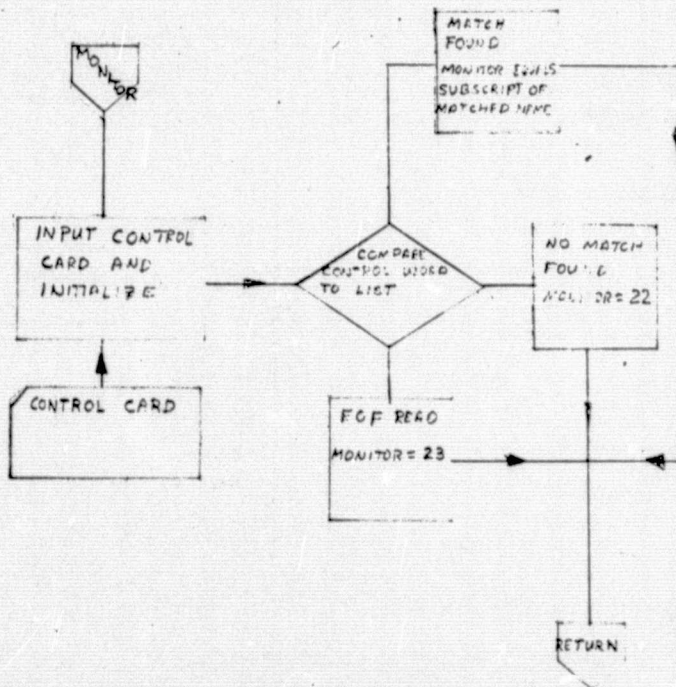 MONITOR
MATCH
FOUND
MONITOR EQUALS
SUBSCRIPT OF
MATCHED NAME
INPUT CONTROL
CARD AND
INITIALIZE
COMPARE
CONTROL WORD
TO LIST
NO MATCH
FOUND
MONITOR = 22
CONTROL CARD
EOF READ
MONITOR = 23
RETURN